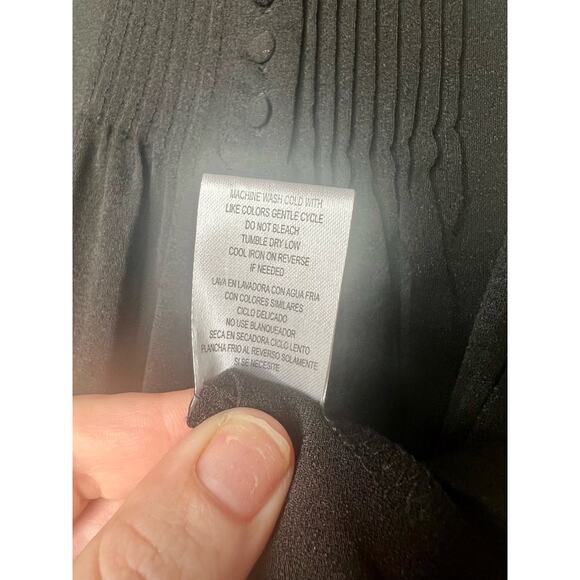 MACHINE WASH COLD WITH
LIKE COLORS GENTLE CYCLE
DO NOT BLEACH
TUMBLE DRY LOW
COOL IRON ON REVERSE
IF NEEDED
LAVA EN LAVADORA CON AGUA FRIA
CON COLORES SIMILARES
CICLO DELICADO
NO USE BLANQUEADOR
SECA EN SECADORA CICLO LENTO
PLANCHA FRIO AL REVERSO SOLAMENTE
SI SE NECESITE